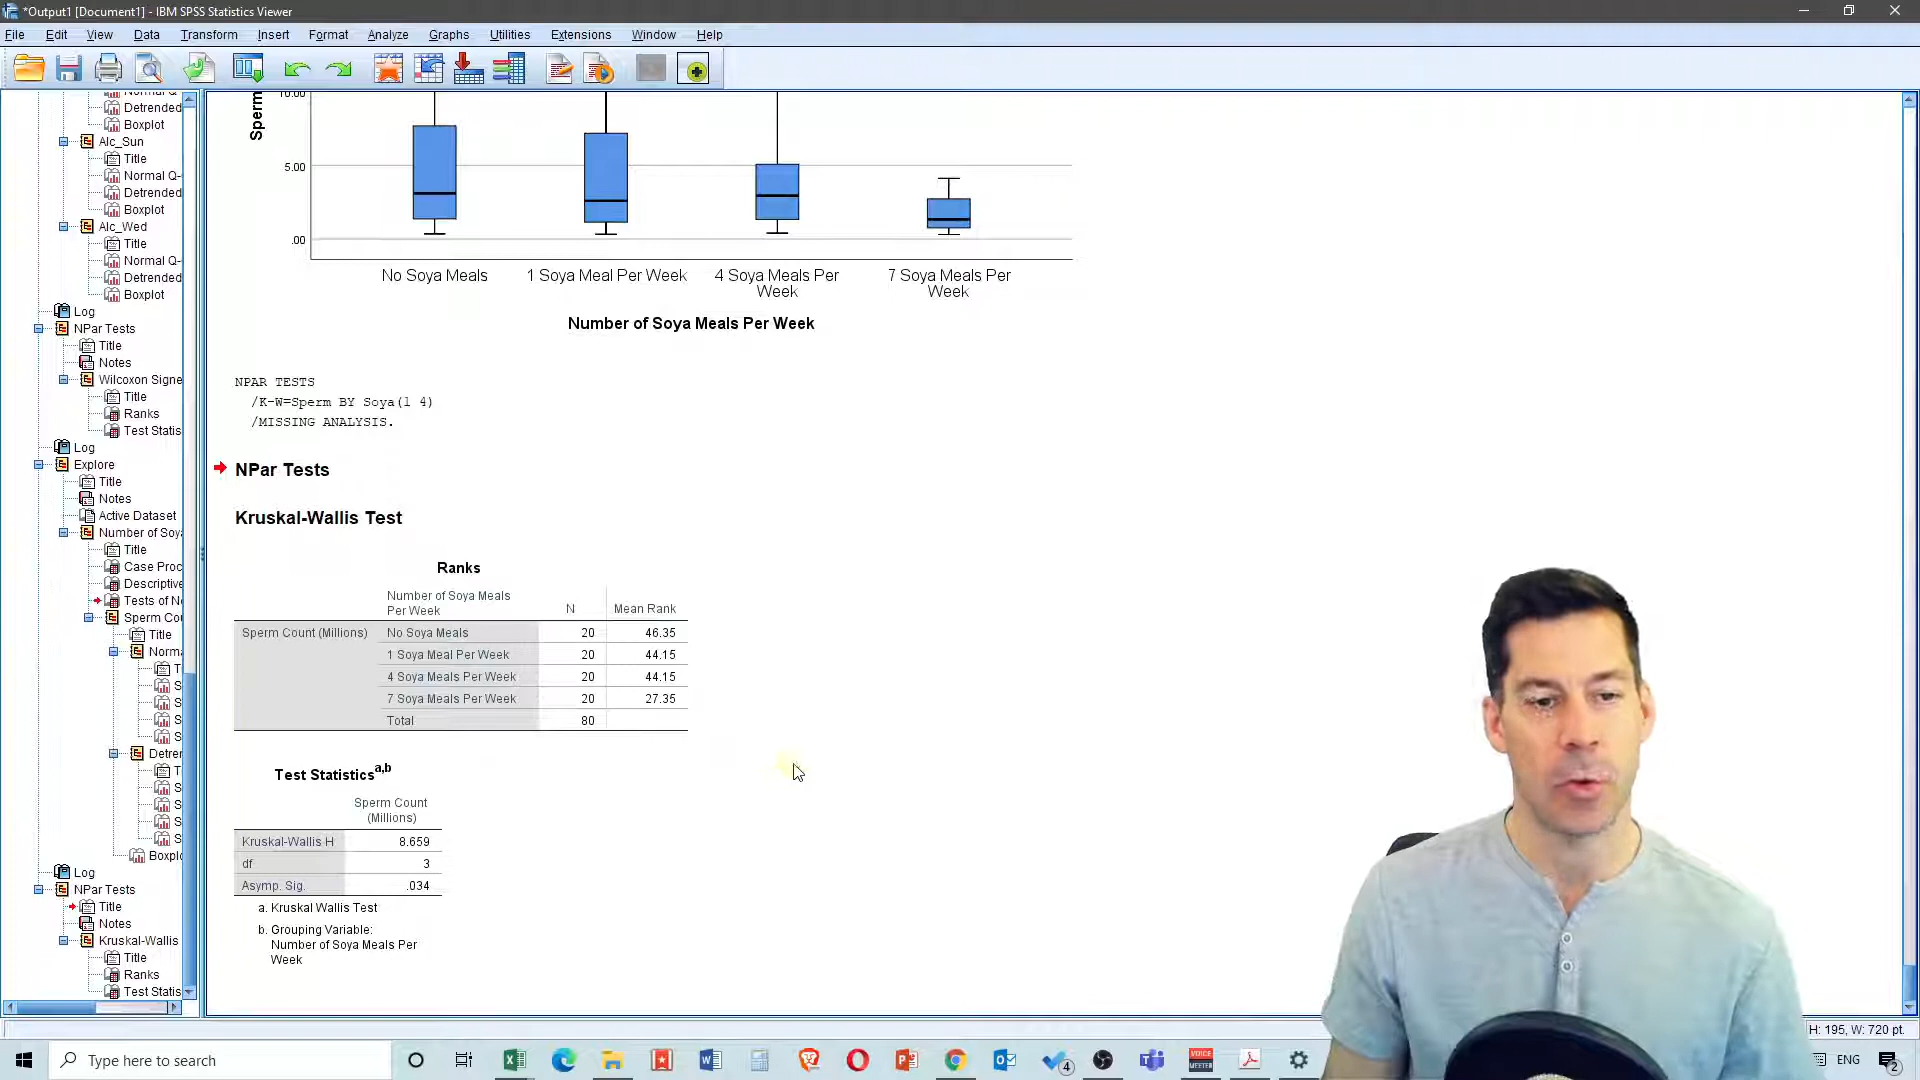 *Output1 [Document1] - IBM SPSS Statistics Viewer
File Edit View Data Transform Insert Format Analyze Graphs Utilities Extensions Window Help
Detrended
Boxplot
Alc_Sun
Title
Normal Q-
Detrended
Boxplot
Alc_Wed
Title
Normal Q-
Detrended
Boxplot
Log
NPar Tests
Title
Notes
Wilcoxon Signe
Title
Ranks
Test Statis
Log
Explore
Title
Notes
Active Dataset
Number of Soy
Title
Case Proc
Descriptive
Tests of N
Sperm Cou
Title
Norma
T
S
S
S
S
Detrer
T
S
S
S
S
Boxplo
Log
NPar Tests
Title
Notes
Kruskal-Wallis
Title
Ranks
Test Statis
Sperm
10.00
5.00
.00
No Soya Meals
1 Soya Meal Per Week
4 Soya Meals Per Week
7 Soya Meals Per Week
Number of Soya Meals Per Week
NPAR TESTS
/K-W=Sperm BY Soya(1 4)
/MISSING ANALYSIS.
NPar Tests
Kruskal-Wallis Test
Ranks
Number of Soya Meals
Per Week N Mean Rank
Sperm Count (Millions) No Soya Meals 20 46.35
1 Soya Meal Per Week 20 44.15
4 Soya Meals Per Week 20 44.15
7 Soya Meals Per Week 20 27.35
Total 80
Test Statistics a,b
Sperm Count
(Millions)
Kruskal-Wallis H 8.659
df 3
Asymp. Sig. .034
a. Kruskal Wallis Test
b. Grouping Variable:
Number of Soya Meals Per
Week
H: 195, W: 720 pt.
Type here to search
4
VOICE
MEETER
ENG
2